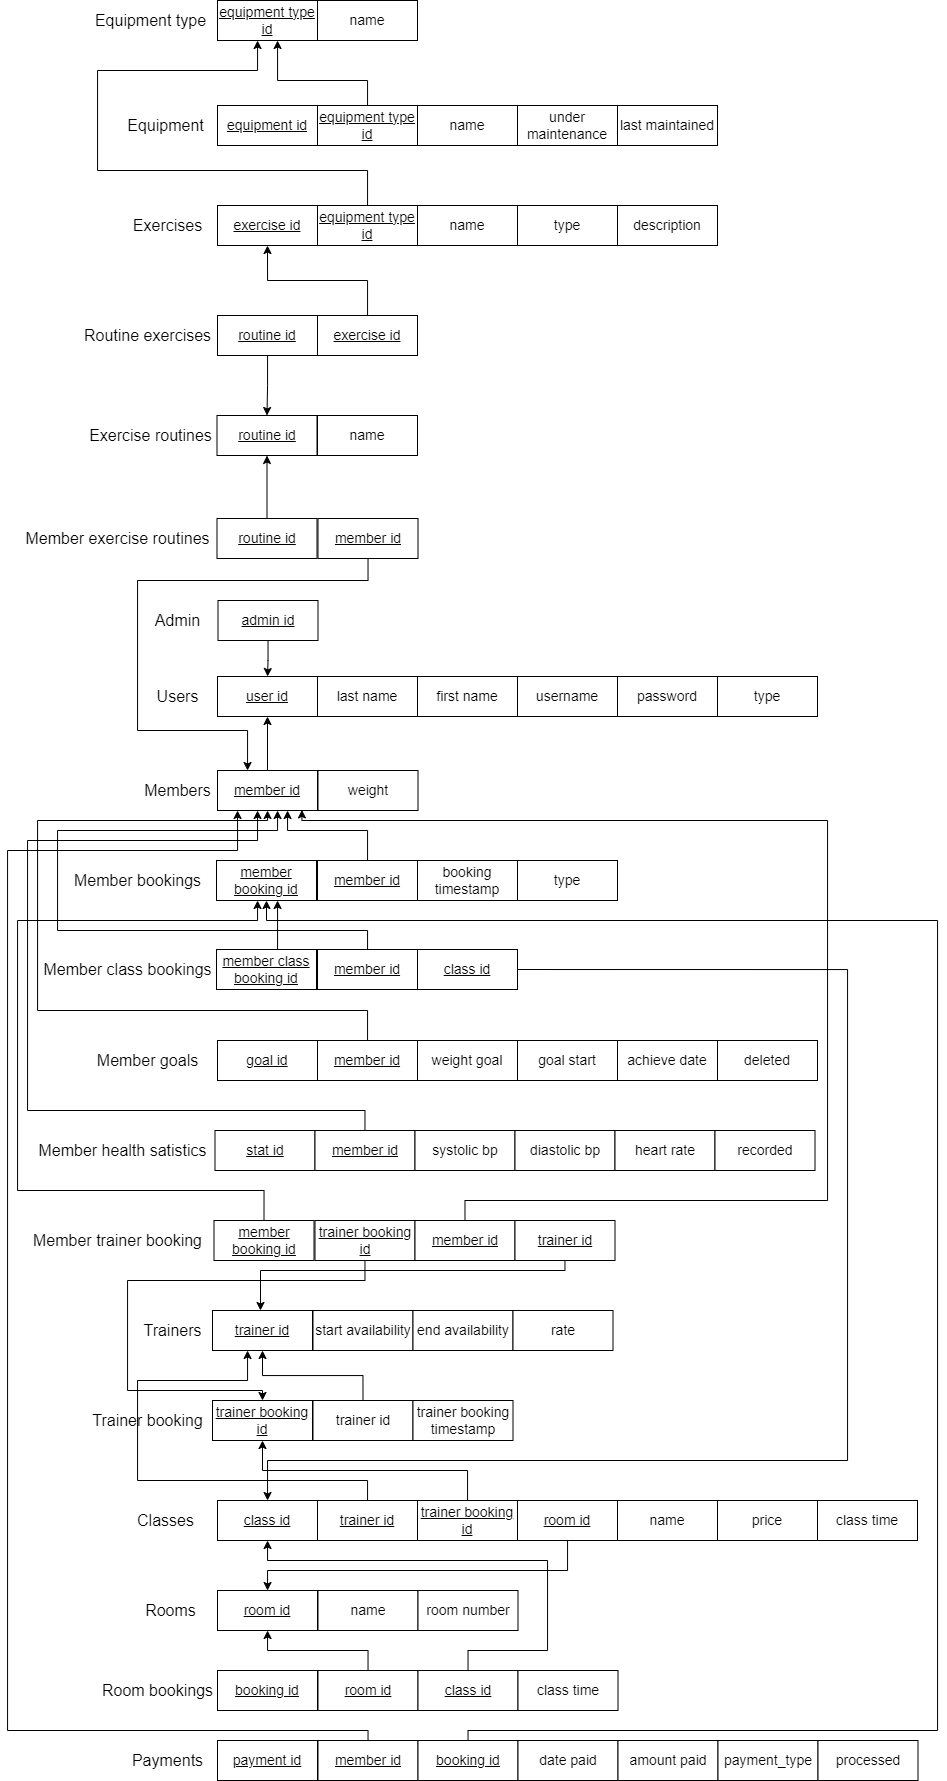 Equipment type
equipment type
id
name
Equipment
equipment id
equipment type
id
name
under
maintenance
last maintained
Exercises
exercise id
equipment type
id
name
type
description
Routine exercises
routine id
exercise id
Exercise routines
routine id
name
Member exercise routines
routine id
member id
Admin
admin id
Users
user id
last name
first name
username
password
type
Members
member id
weight
Member bookings
member
booking id
member id
booking
timestamp
type
Member class bookings
member class
booking id
member id
class id
Member goals
goal id
member id
weight goal
goal start
achieve date
deleted
Member health satistics
stat id
member id
systolic bp
diastolic bp
heart rate
recorded
Member trainer booking
member
booking id
trainer booking
id
member id
trainer id
Trainers
trainer id
start availability
end availability
rate
Trainer booking
trainer booking
id
trainer id
trainer booking
timestamp
Classes
class id
trainer id
trainer booking
id
room id
name
price
class time
Rooms
room id
name
room number
Room bookings
booking id
room id
class id
class time
Payments
payment id
member id
booking id
date paid
amount paid
payment_type
processed